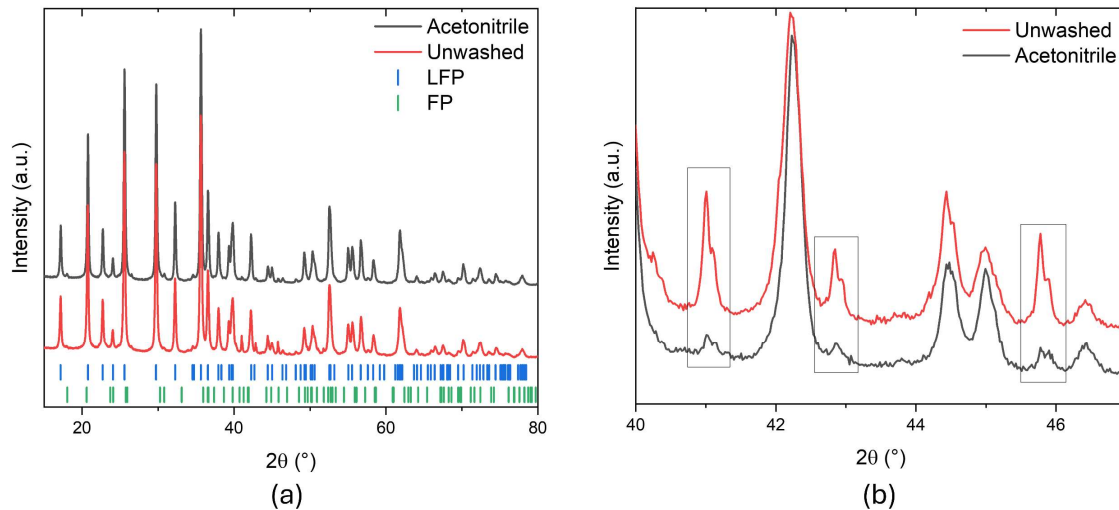 Acetonitrile
Unwashed
LFP
FP
Intensity (a.u.)
20
40
60
80
2θ (°)
(a)
Unwashed
Acetonitrile
Intensity (a.u.)
40
42
44
46
2θ (°)
(b)